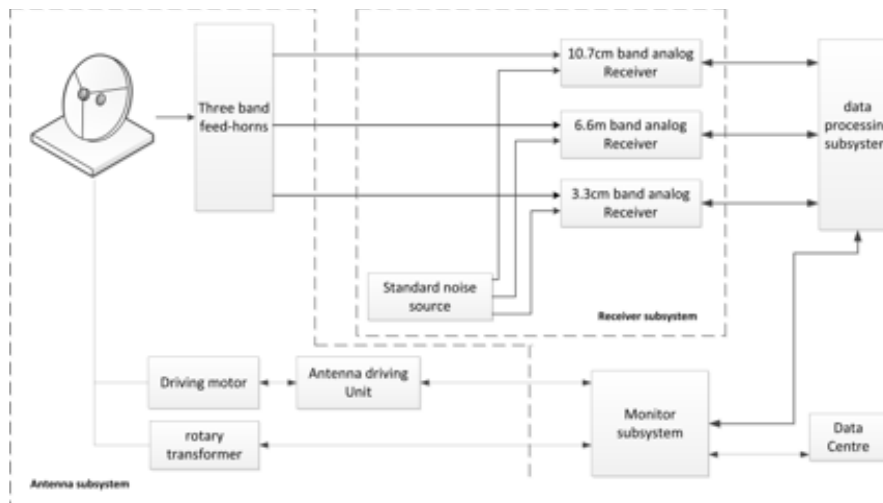 10.7cm band analog
Receiver
Three band
feed-horns
6.6m band analog
Receiver
data
processin
subsysten
3.3cm band analog
Receiver
Standard noise
source
Receiver subsystem
Driving motor
Antenna driving
Unit
Monitor
subsystem
rotary
transformer
Data
Centre
Antenna subsystem